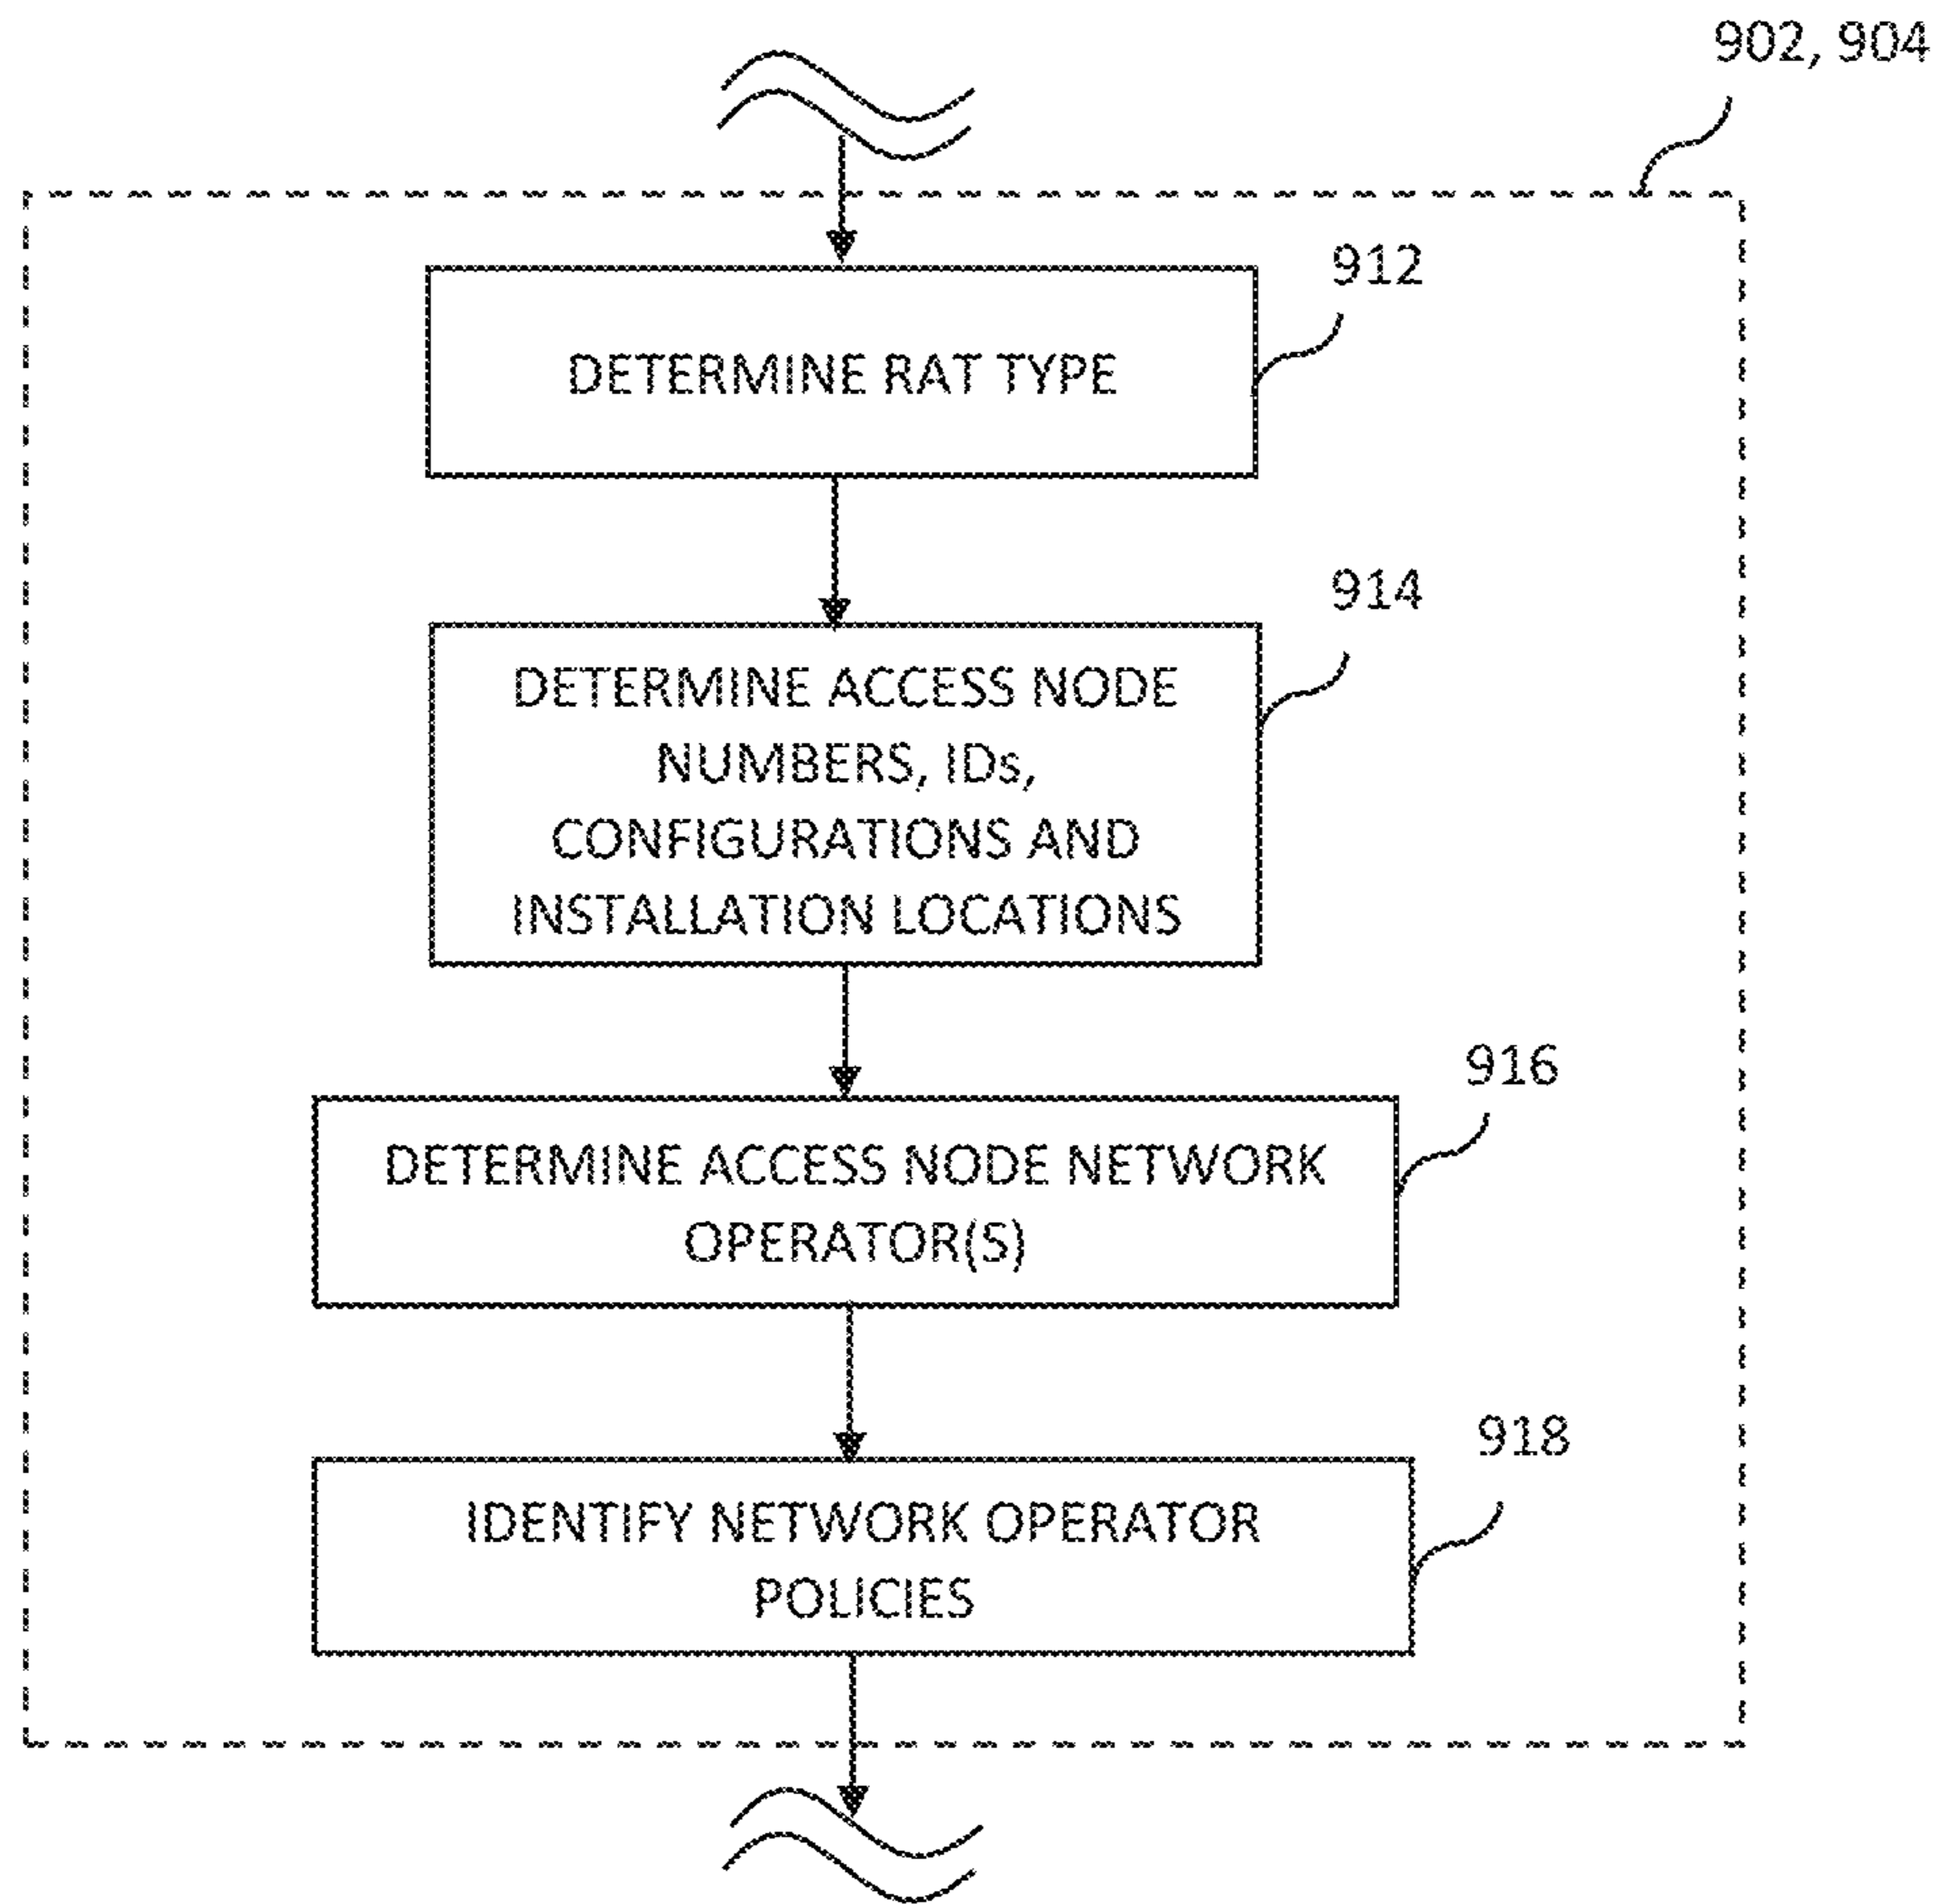 902, 904
912
DETERMINE RAT TYPE
914
DETERMINE ACCESS NODE
NUMBERS, IDs,
CONFIGURATIONS AND
INSTALLATION LOCATIONS
916
DETERMINE ACCESS NODE NETWORK
OPERATOR(S)
918
IDENTIFY NETWORK OPERATOR
POLICIES